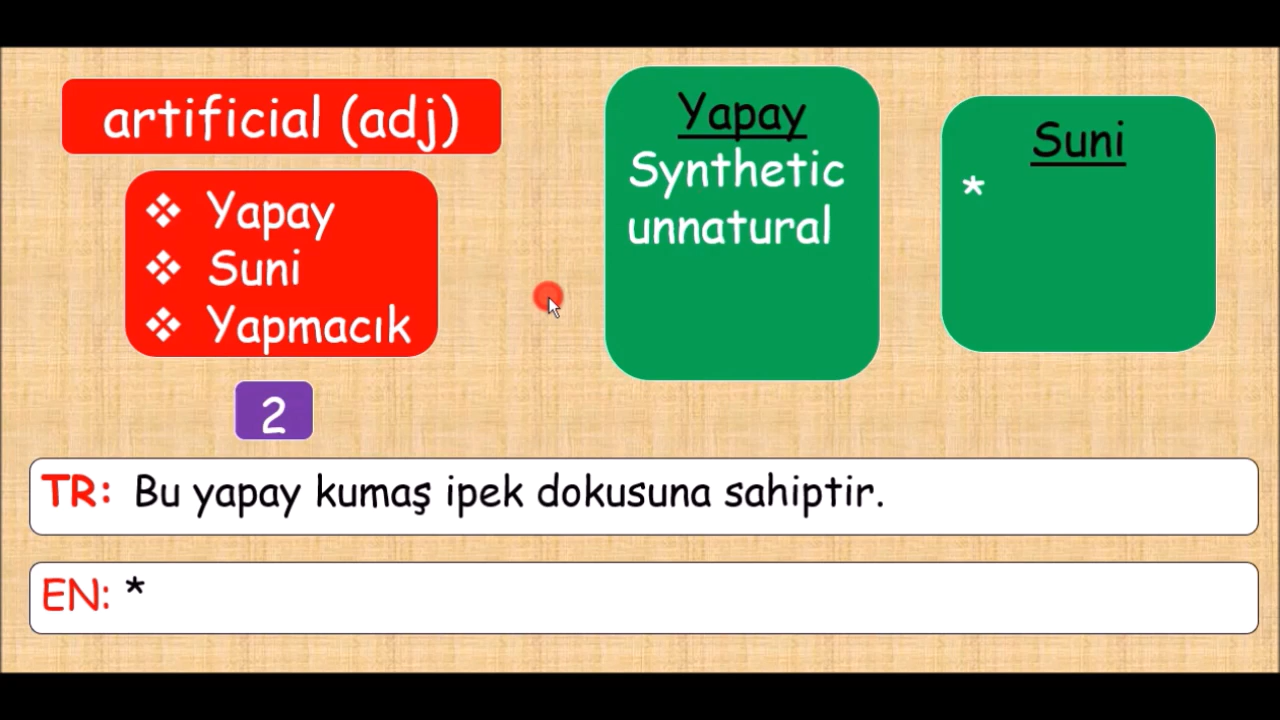 artificial (adj)
❖ Yapay
❖ Suni
❖ Yapmacık
2
Yapay
Synthetic
unnatural
Suni
*
TR: Bu yapay kumaş ipek dokusuna sahiptir.
EN: *